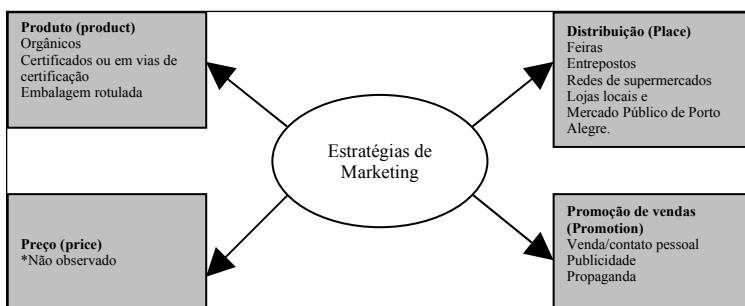 Produto (product)
Orgânicos
Certificados ou em vias de
certificação
Embalagem rotulada
Distribuição (Place)
Feiras
Entrepostos
Redes de supermercados
Lojas locais e
Mercado Público de Porto
Alegre.
Estratégias de
Marketing
Preço (price)
*Não observado
Promoção de vendas
(Promotion)
Venda/contato pessoal
Publicidade
Propaganda